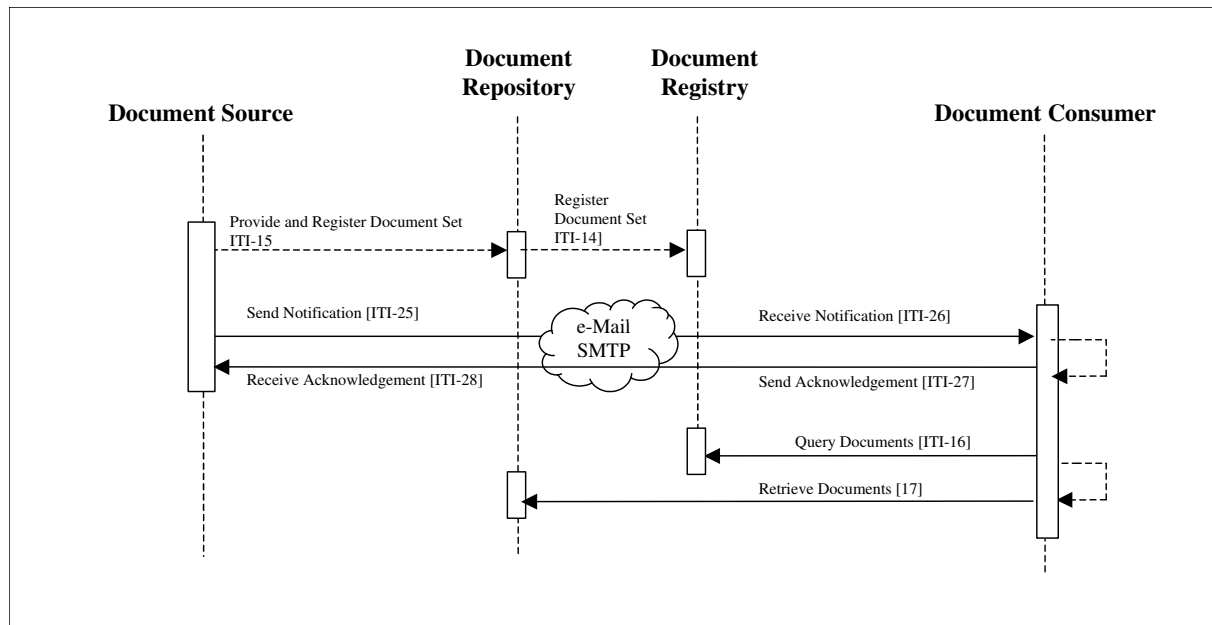 Document
Repository
Document
Registry
Document Source
Document Consumer
Provide and Register Document Set
ITI-15
Register
Document Set
ITI-14]
Send Notification [ITI-25]
e-Mail
SMTP
Receive Notification [ITI-26]
Receive Acknowledgement [ITI-28]
Send Acknowledgement [ITI-27]
Query Documents [ITI-16]
Retrieve Documents [17]